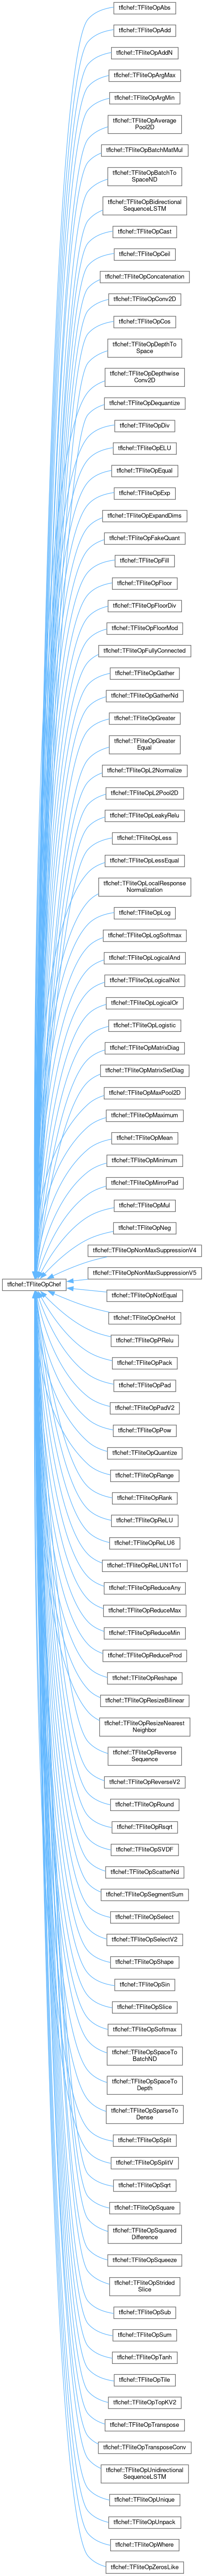 tflchef::TFliteOpAbs
tflchef::TFliteOpAdd
tflchef::TFliteOpAddN
tflchef::TFliteOpArgMax
tflchef::TFliteOpArgMin
tflchef::TFliteOpAverage
Pool2D
tflchef::TFliteOpBatchMatMul
tflchef::TFliteOpBatchTo
SpaceND
tflchef::TFliteOpBidirectional
SequenceLSTM
tflchef::TFliteOpCast
tflchef::TFliteOpCeil
tflchef::TFliteOpConcatenation
tflchef::TFliteOpConv2D
tflchef::TFliteOpCos
tflchef::TFliteOpDepthTo
Space
tflchef::TFliteOpDepthwise
Conv2D
tflchef::TFliteOpDequantize
tflchef::TFliteOpDiv
tflchef::TFliteOpELU
tflchef::TFliteOpEqual
tflchef::TFliteOpExp
tflchef::TFliteOpExpandDims
tflchef::TFliteOpFakeQuant
tflchef::TFliteOpFill
tflchef::TFliteOpFloor
tflchef::TFliteOpFloorDiv
tflchef::TFliteOpFloorMod
tflchef::TFliteOpFullyConnected
tflchef::TFliteOpGather
tflchef::TFliteOpGatherNd
tflchef::TFliteOpGreater
tflchef::TFliteOpGreater
Equal
tflchef::TFliteOpL2Normalize
tflchef::TFliteOpL2Pool2D
tflchef::TFliteOpLeakyRelu
tflchef::TFliteOpLess
tflchef::TFliteOpLessEqual
tflchef::TFliteOpLocalResponse
Normalization
tflchef::TFliteOpLog
tflchef::TFliteOpLogSoftmax
tflchef::TFliteOpLogicalAnd
tflchef::TFliteOpLogicalNot
tflchef::TFliteOpLogicalOr
tflchef::TFliteOpLogistic
tflchef::TFliteOpMatrixDiag
tflchef::TFliteOpMatrixSetDiag
tflchef::TFliteOpMaxPool2D
tflchef::TFliteOpMaximum
tflchef::TFliteOpMean
tflchef::TFliteOpMinimum
tflchef::TFliteOpMirrorPad
tflchef::TFliteOpMul
tflchef::TFliteOpNeg
tflchef::TFliteOpNonMaxSuppressionV4
tflchef::TFliteOpNonMaxSuppressionV5
tflchef::TFliteOpChef
tflchef::TFliteOpNotEqual
tflchef::TFliteOpOneHot
tflchef::TFliteOpPRelu
tflchef::TFliteOpPack
tflchef::TFliteOpPad
tflchef::TFliteOpPadV2
tflchef::TFliteOpPow
tflchef::TFliteOpQuantize
tflchef::TFliteOpRange
tflchef::TFliteOpRank
tflchef::TFliteOpReLU
tflchef::TFliteOpReLU6
tflchef::TFliteOpReLUN1To1
tflchef::TFliteOpReduceAny
tflchef::TFliteOpReduceMax
tflchef::TFliteOpReduceMin
tflchef::TFliteOpReduceProd
tflchef::TFliteOpReshape
tflchef::TFliteOpResizeBilinear
tflchef::TFliteOpResizeNearest
Neighbor
tflchef::TFliteOpReverse
Sequence
tflchef::TFliteOpReverseV2
tflchef::TFliteOpRound
tflchef::TFliteOpRsqrt
tflchef::TFliteOpSVDF
tflchef::TFliteOpScatterNd
tflchef::TFliteOpSegmentSum
tflchef::TFliteOpSelect
tflchef::TFliteOpSelectV2
tflchef::TFliteOpShape
tflchef::TFliteOpSin
tflchef::TFliteOpSlice
tflchef::TFliteOpSoftmax
tflchef::TFliteOpSpaceTo
BatchND
tflchef::TFliteOpSpaceTo
Depth
tflchef::TFliteOpSparseTo
Dense
tflchef::TFliteOpSplit
tflchef::TFliteOpSplitV
tflchef::TFliteOpSqrt
tflchef::TFliteOpSquare
tflchef::TFliteOpSquared
Difference
tflchef::TFliteOpSqueeze
tflchef::TFliteOpStrided
Slice
tflchef::TFliteOpSub
tflchef::TFliteOpSum
tflchef::TFliteOpTanh
tflchef::TFliteOpTile
tflchef::TFliteOpTopKV2
tflchef::TFliteOpTranspose
tflchef::TFliteOpTransposeConv
tflchef::TFliteOpUnidirectional
SequenceLSTM
tflchef::TFliteOpUnique
tflchef::TFliteOpUnpack
tflchef::TFliteOpWhere
tflchef::TFliteOpZerosLike